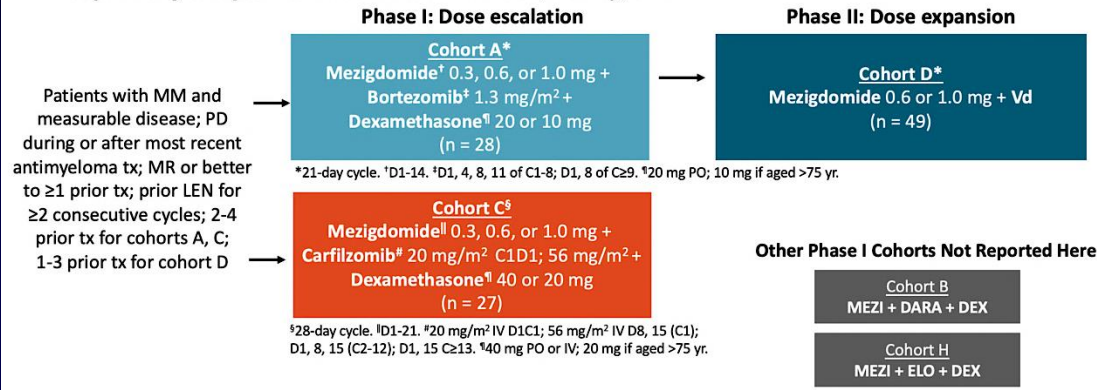 Phase I: Dose escalation
Phase II: Dose expansion
Patients with MM and
measurable disease; PD
during or after most recent
antimyeloma tx; MR or better
to ≥1 prior tx; prior LEN for
≥2 consecutive cycles; 2-4
prior tx for cohorts A, C;
1-3 prior tx for cohort D
Cohort A*
Mezigdomide† 0.3, 0.6, or 1.0 mg +
Bortezomib‡ 1.3 mg/m² +
Dexamethasone¶ 20 or 10 mg
(n = 28)
Cohort D*
Mezigdomide 0.6 or 1.0 mg + Vd
(n = 49)
*21-day cycle. †D1-14. ‡D1, 4, 8, 11 of C1-8; D1, 8 of C≥9. ¶20 mg PO; 10 mg if aged >75 yr.
Cohort C§
Mezigdomide‖ 0.3, 0.6, or 1.0 mg +
Carfilzomib# 20 mg/m² C1D1; 56 mg/m² +
Dexamethasone¶ 40 or 20 mg
(n = 27)
§28-day cycle. ‖D1-21. #20 mg/m² IV D1C1; 56 mg/m² IV D8, 15 (C1);
D1, 8, 15 (C2-12); D1, 15 C≥13. ¶40 mg PO or IV; 20 mg if aged >75 yr.
Other Phase I Cohorts Not Reported Here
Cohort B
MEZI + DARA + DEX
Cohort H
MEZI + ELO + DEX